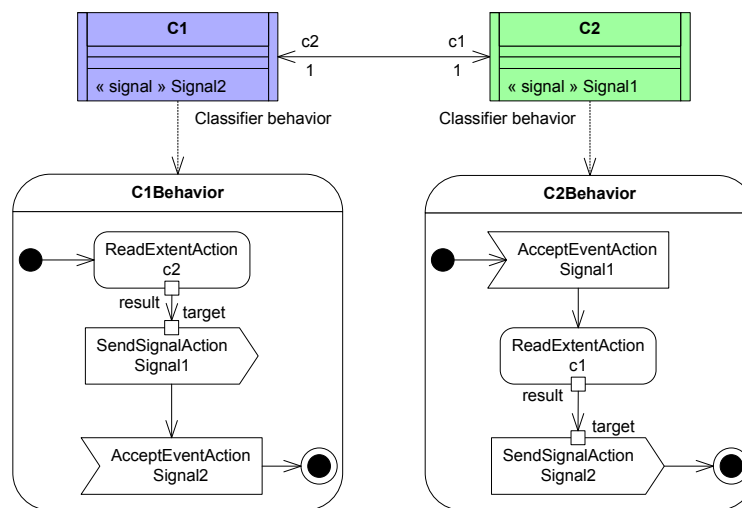 C1
C2
c2
c1
1
1
« signal » Signal2
« signal » Signal1
Classifier behavior
Classifier behavior
C1Behavior
C2Behavior
ReadExtentAction
c2
result
target
SendSignalAction
Signal1
AcceptEventAction
Signal2
AcceptEventAction
Signal1
ReadExtentAction
c1
result
target
SendSignalAction
Signal2